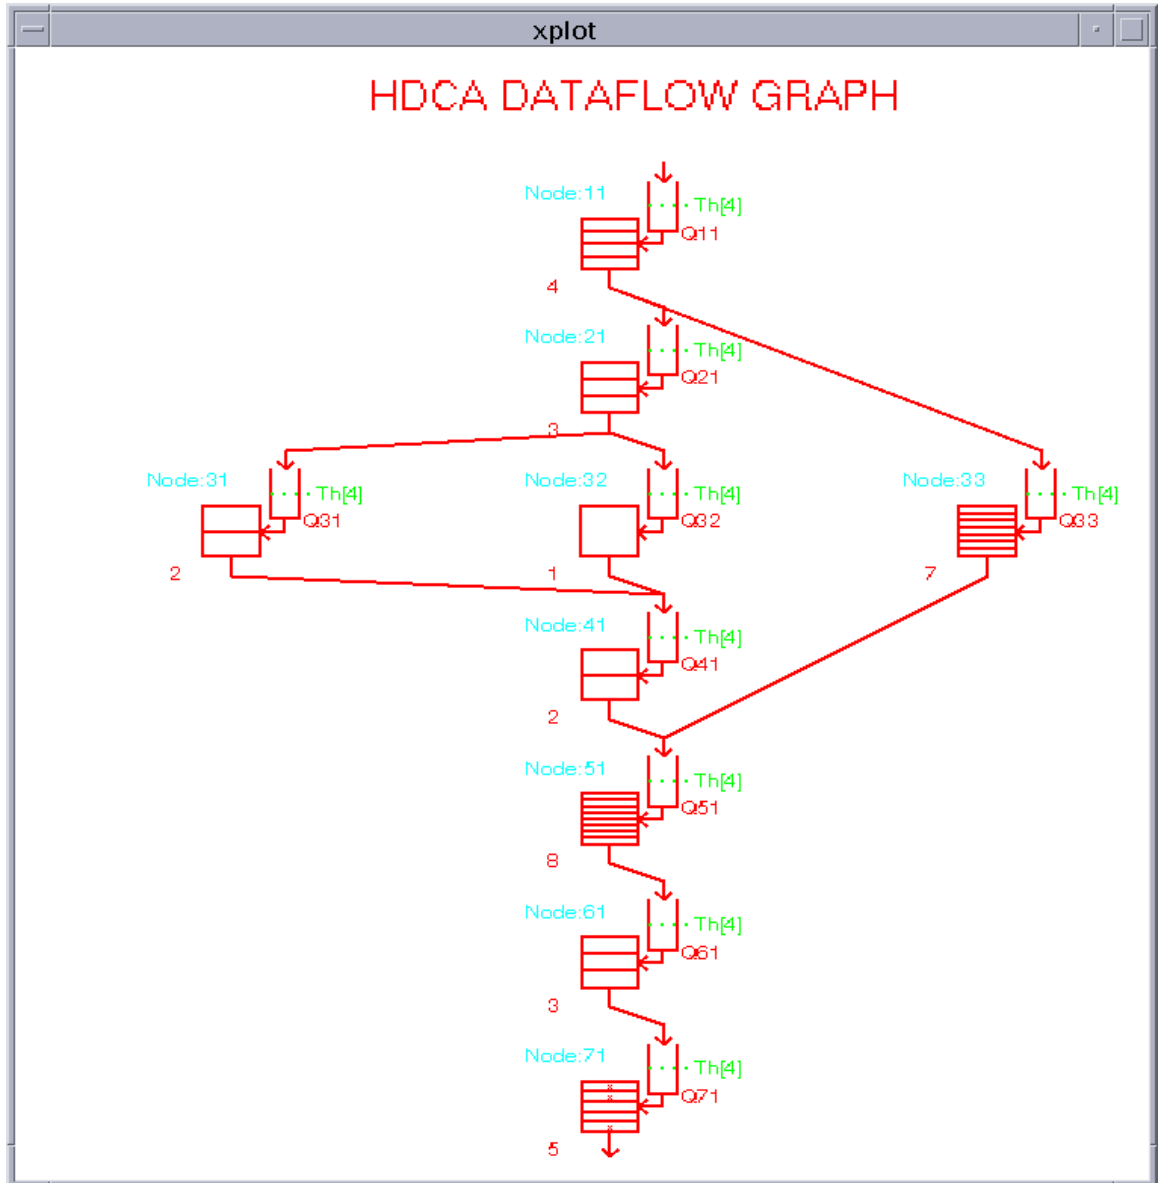 xplot
HDCA DATAFLOW GRAPH
Node:11
Th[4]
Q11
4
Node:21
Th[4]
Q21
3
Node:31
Th[4]
Q31
2
Node:32
Th[4]
Q32
1
Node:33
Th[4]
Q33
7
Node:41
Th[4]
Q41
2
Node:51
Th[4]
Q51
8
Node:61
Th[4]
Q61
3
Node:71
Th[4]
Q71
x
x
x
5